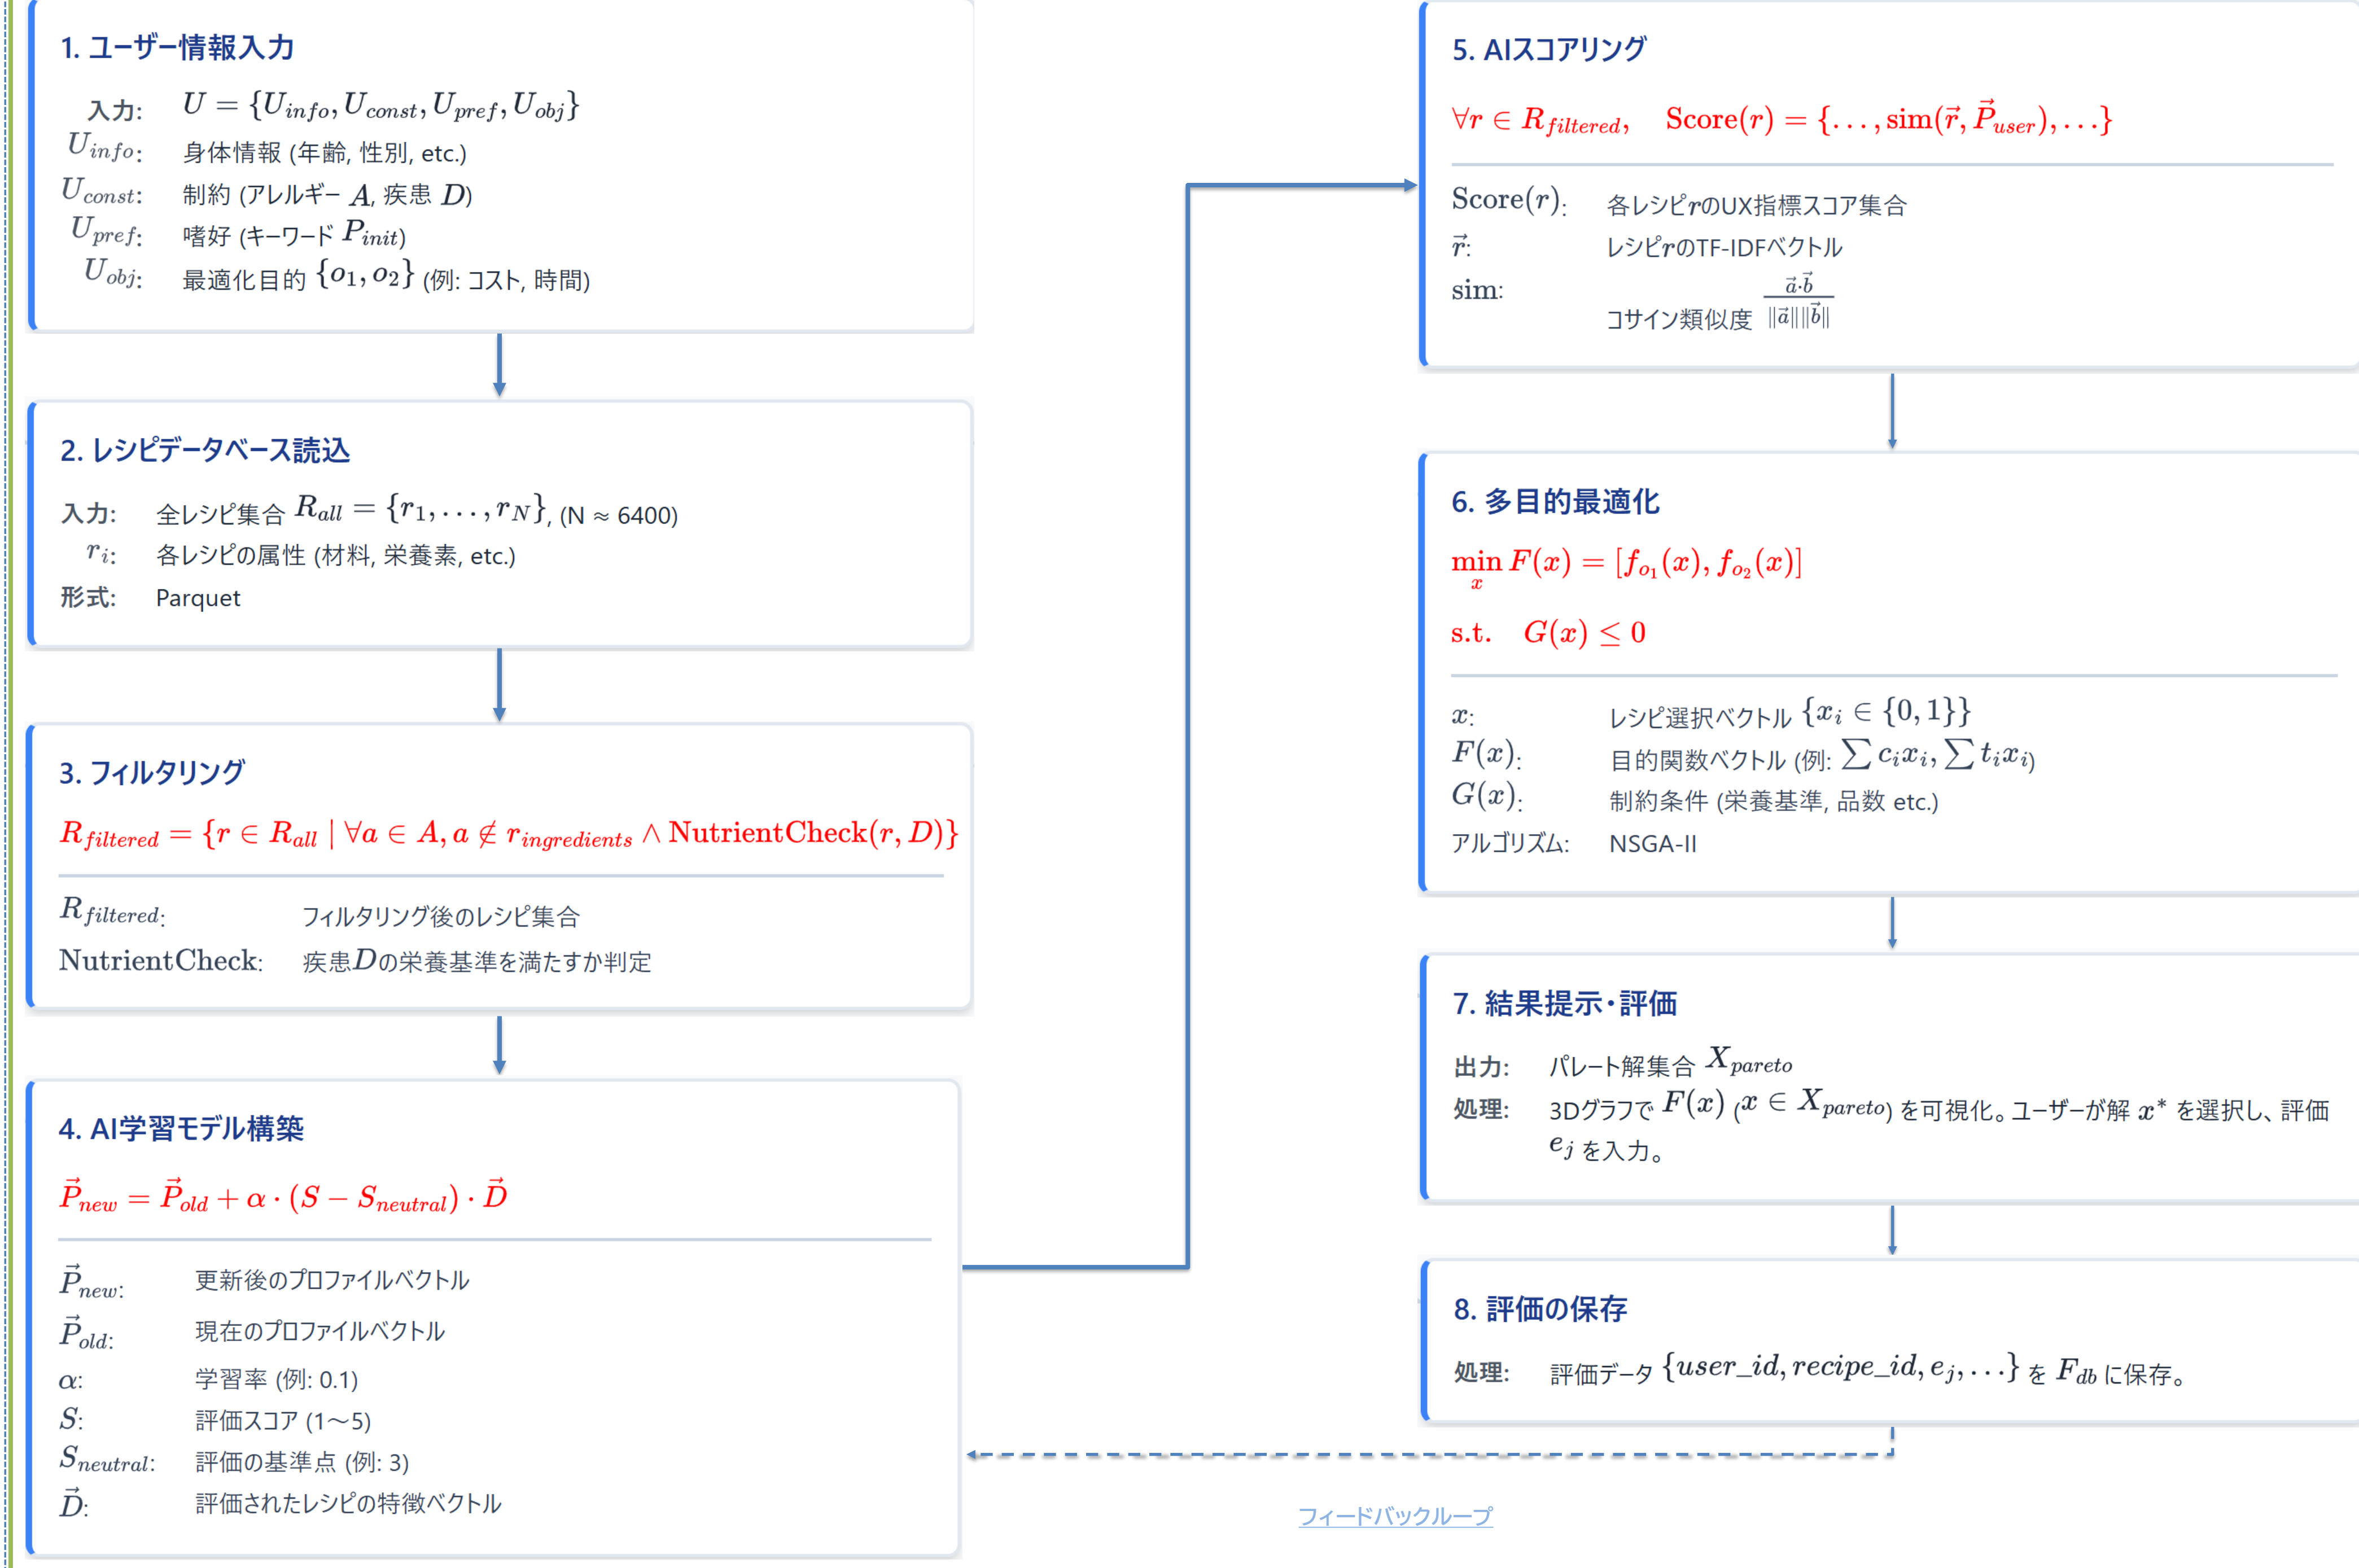 1. ユーザー情報入力
入力: U = {U_info, U_const, U_pref, U_obj}
U_info: 身体情報 (年齢, 性別, etc.)
U_const: 制約 (アレルギー A, 疾患 D)
U_pref: 嗜好 (キーワード P_init)
U_obj: 最適化目的 {o₁, o₂} (例: コスト, 時間)
2. レシピデータベース読込
入力: 全レシピ集合 R_all = {r₁, . . . , r_N}, (N ≈ 6400)
r_i: 各レシピの属性 (材料, 栄養素, etc.)
形式: Parquet
3. フィルタリング
R_filtered = {r ∈ R_all | ∀a ∈ A, a ∉ r_ingredients ∧ NutrientCheck(r, D)}
R_filtered: フィルタリング後のレシピ集合
NutrientCheck: 疾患Dの栄養基準を満たすか判定
4. AI学習モデル構築
P⃗_new = P⃗_old + α · (S − S_neutral) · D⃗
P⃗_new: 更新後のプロファイルベクトル
P⃗_old: 現在のプロファイルベクトル
α: 学習率 (例: 0.1)
S: 評価スコア (1～5)
S_neutral: 評価の基準点 (例: 3)
D⃗: 評価されたレシピの特徴ベクトル
5. AIスコアリング
∀r ∈ R_filtered, Score(r) = {. . . , sim(r⃗, P⃗_user), . . .}
Score(r): 各レシピrのUX指標スコア集合
r⃗: レシピrのTF-IDFベクトル
sim: コサイン類似度 a⃗·b⃗ / ‖a⃗‖‖b⃗‖
6. 多目的最適化
min_x F(x) = [f_o₁(x), f_o₂(x)]
s.t. G(x) ≤ 0
x: レシピ選択ベクトル {x_i ∈ {0, 1}}
F(x): 目的関数ベクトル (例: ∑ c_i x_i, ∑ t_i x_i)
G(x): 制約条件 (栄養基準, 品数 etc.)
アルゴリズム: NSGA-II
7. 結果提示・評価
出力: パレート解集合 X_pareto
処理: 3Dグラフで F(x) (x ∈ X_pareto) を可視化。ユーザーが解 x* を選択し、評価
e_j を入力。
8. 評価の保存
処理: 評価データ {user_id, recipe_id, e_j, . . .} を F_db に保存。
フィードバックループ